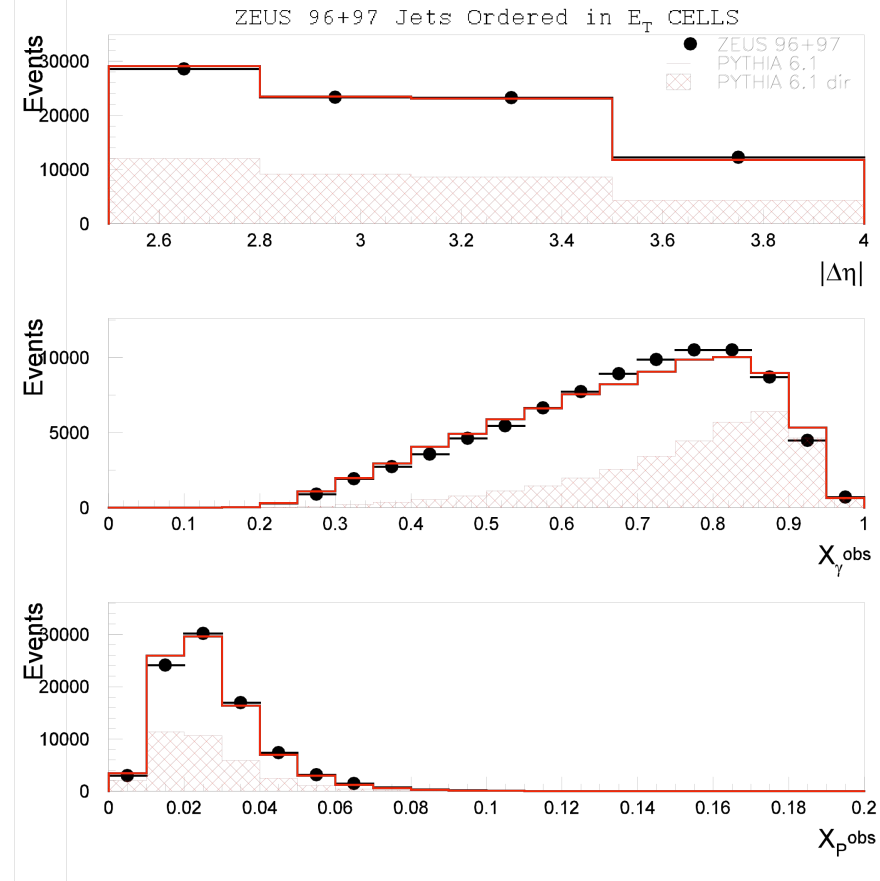 ZEUS 96+97 Jets Ordered in E_T CELLS
ZEUS 96+97
PYTHIA 6.1
PYTHIA 6.1 dir
Events
30000
20000
10000
0
2.6 2.8 3 3.2 3.4 3.6 3.8 4
|Δη|
Events
10000
5000
0
0 0.1 0.2 0.3 0.4 0.5 0.6 0.7 0.8 0.9 1
X_γ^obs
Events
30000
20000
10000
0
0 0.02 0.04 0.06 0.08 0.1 0.12 0.14 0.16 0.18 0.2
X_P^obs